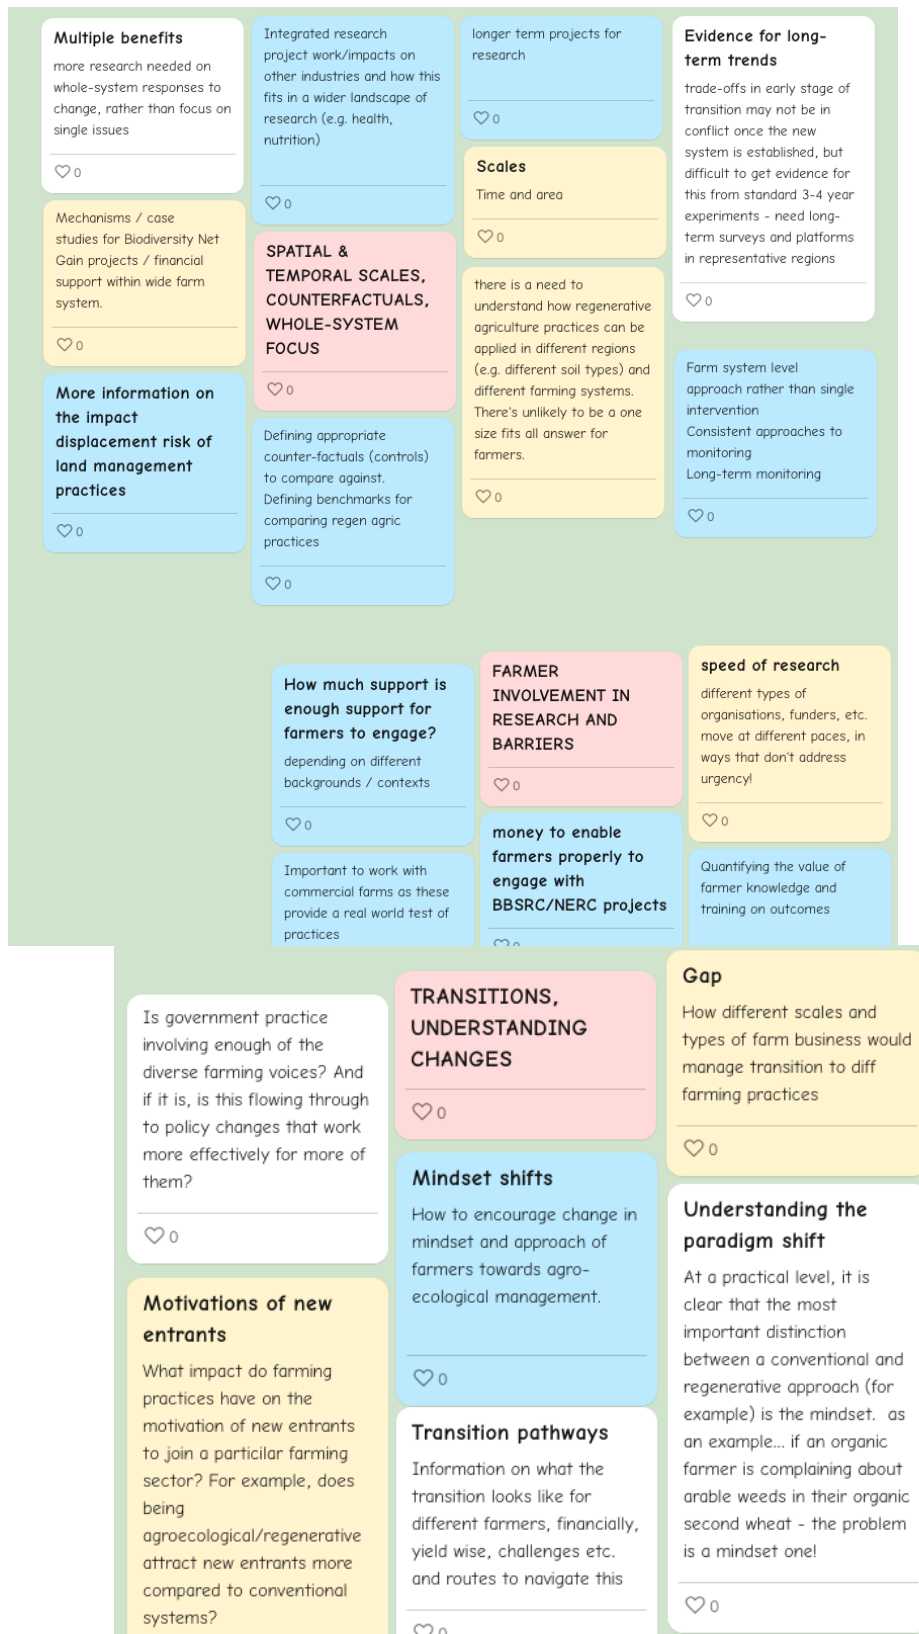 Multiple benefits
more research needed on
whole-system responses to
change, rather than focus on
single issues
0
Mechanisms / case
studies for Biodiversity Net
Gain projects / financial
support within wide farm
system.
0
More information on
the impact
displacement risk of
land management
practices
0
Integrated research
project work/impacts on
other industries and how this
fits in a wider landscape of
research (e.g. health,
nutrition)
0
SPATIAL &
TEMPORAL SCALES,
COUNTERFACTUALS,
WHOLE-SYSTEM
FOCUS
0
Defining appropriate
counter-factuals (controls)
to compare against.
Defining benchmarks for
comparing regen agric
practices
0
longer term projects for
research
0
Scales
Time and area
0
there is a need to
understand how regenerative
agriculture practices can be
applied in different regions
(e.g. different soil types) and
different farming systems.
There's unlikely to be a one
size fits all answer for
farmers.
0
Evidence for long-
term trends
trade-offs in early stage of
transition may not be in
conflict once the new
system is established, but
difficult to get evidence for
this from standard 3-4 year
experiments - need long-
term surveys and platforms
in representative regions
0
Farm system level
approach rather than single
intervention
Consistent approaches to
monitoring
Long-term monitoring
0
How much support is
enough support for
farmers to engage?
depending on different
backgrounds / contexts
0
Important to work with
commercial farms as these
provide a real world test of
practices
FARMER
INVOLVEMENT IN
RESEARCH AND
BARRIERS
0
money to enable
farmers properly to
engage with
BBSRC/NERC projects
0
speed of research
different types of
organisations, funders, etc.
move at different paces, in
ways that don't address
urgency!
0
Quantifying the value of
farmer knowledge and
training on outcomes
Is government practice
involving enough of the
diverse farming voices? And
if it is, is this flowing through
to policy changes that work
more effectively for more of
them?
0
Motivations of new
entrants
What impact do farming
practices have on the
motivation of new entrants
to join a particilar farming
sector? For example, does
being
agroecological/regenerative
attract new entrants more
compared to conventional
systems?
TRANSITIONS,
UNDERSTANDING
CHANGES
0
Mindset shifts
How to encourage change in
mindset and approach of
farmers towards agro-
ecological management.
0
Transition pathways
Information on what the
transition looks like for
different farmers, financially,
yield wise, challenges etc.
and routes to navigate this
0
Gap
How different scales and
types of farm business would
manage transition to diff
farming practices
0
Understanding the
paradigm shift
At a practical level, it is
clear that the most
important distinction
between a conventional and
regenerative approach (for
example) is the mindset. as
an example... if an organic
farmer is complaining about
arable weeds in their organic
second wheat - the problem
is a mindset one!
0